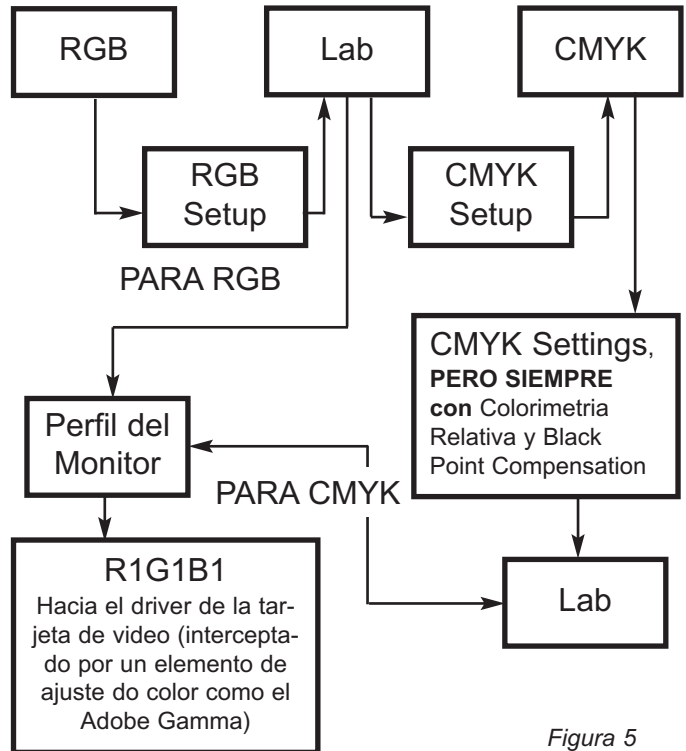 RGB
Lab
CMYK
RGB
Setup
CMYK
Setup
PARA RGB
CMYK Settings,
PERO SIEMPRE
con Colorimetria
Relativa y Black
Point Compensation
Perfil del
Monitor
PARA CMYK
R1G1B1
Hacia el driver de la tar-
jeta de video (intercepta-
do por un elemento de
ajuste do color como el
Adobe Gamma)
Lab
Figura 5